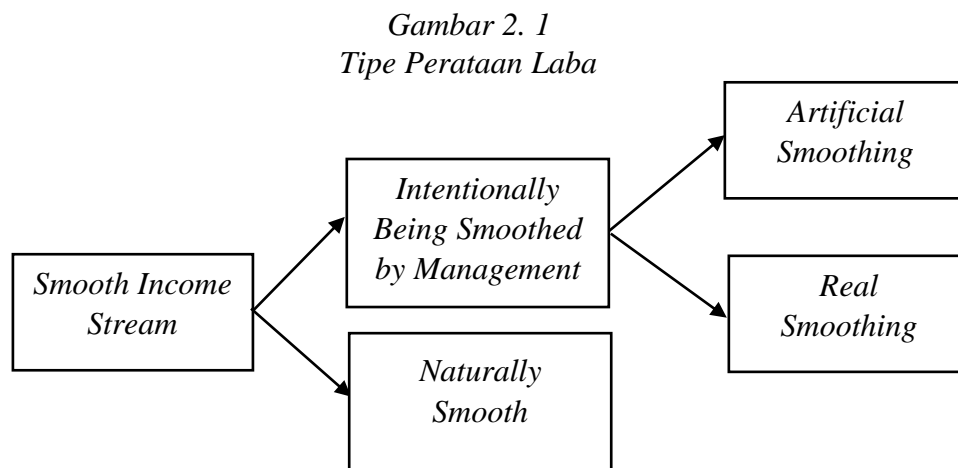 Gambar 2. 1
Tipe Perataan Laba
Artificial
Smoothing
Intentionally
Being Smoothed
by Management
Smooth Income
Stream
Real
Smoothing
Naturally
Smooth